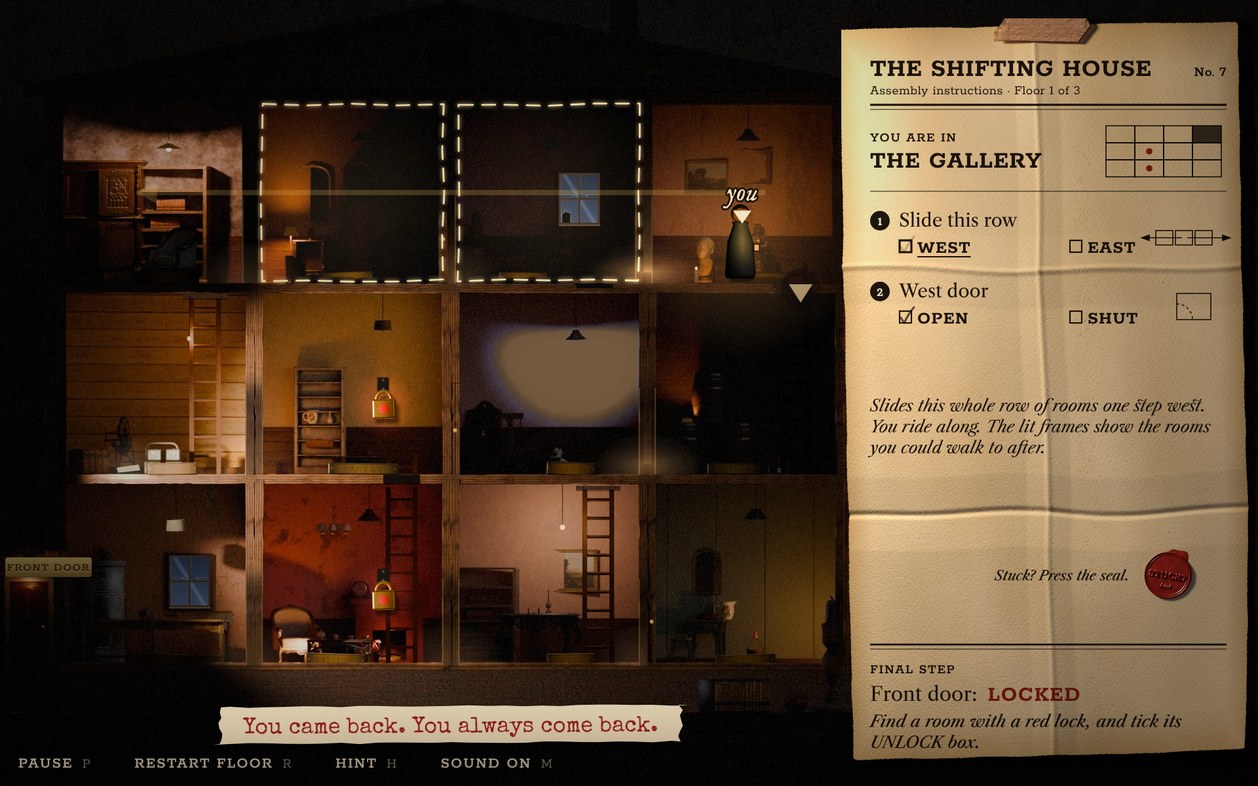 THE SHIFTING HOUSE
No. 7
Assembly instructions · Floor 1 of 3
YOU ARE IN
THE GALLERY
1 Slide this row
WEST
EAST
2 West door
OPEN
SHUT
Slides this whole row of rooms one step west.
You ride along. The lit frames show the rooms
you could walk to after.
Stuck? Press the seal.
FINAL STEP
Front door: LOCKED
Find a room with a red lock, and tick its
UNLOCK box.
you
FRONT DOOR
You came back. You always come back.
PAUSE P
RESTART FLOOR R
HINT H
SOUND ON M